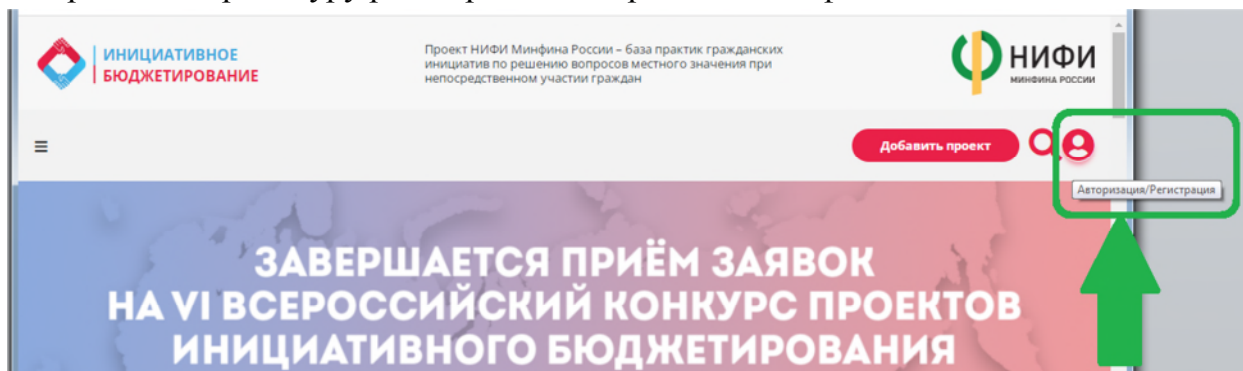 ИНИЦИАТИВНОЕ
БЮДЖЕТИРОВАНИЕ
Проект НИФИ Минфина России – база практик гражданских
инициатив по решению вопросов местного значения при
непосредственном участии граждан
НИФИ
МИНФИНА РОССИИ
Добавить проект
Авторизация/Регистрация
ЗАВЕРШАЕТСЯ ПРИЁМ ЗАЯВОК
НА VI ВСЕРОССИЙСКИЙ КОНКУРС ПРОЕКТОВ
ИНИЦИАТИВНОГО БЮДЖЕТИРОВАНИЯ